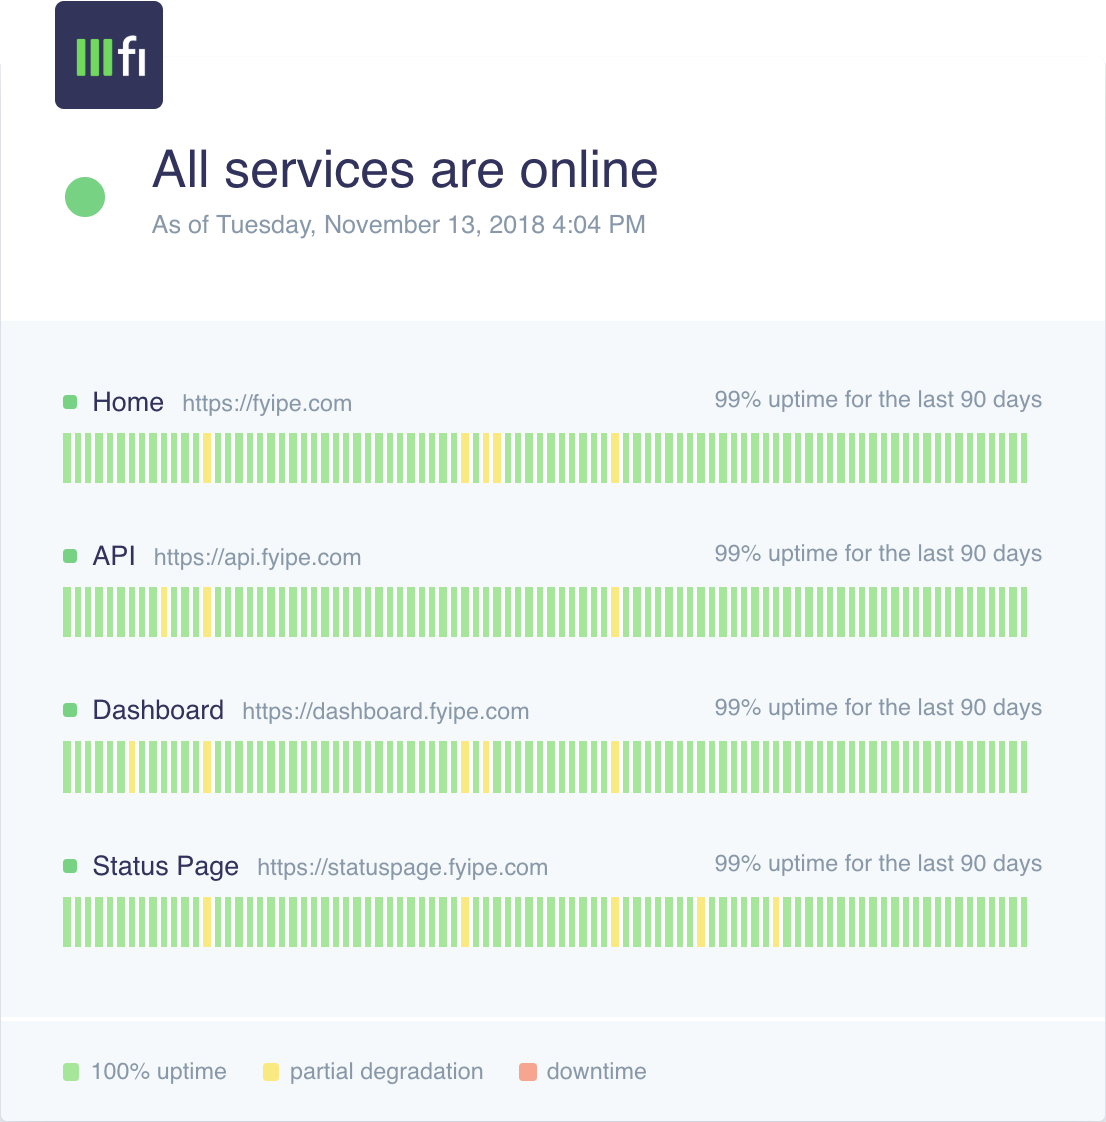 fi
All services are online
As of Tuesday, November 13, 2018 4:04 PM
Home https://fyipe.com 99% uptime for the last 90 days
API https://api.fyipe.com 99% uptime for the last 90 days
Dashboard https://dashboard.fyipe.com 99% uptime for the last 90 days
Status Page https://statuspage.fyipe.com 99% uptime for the last 90 days
100% uptime partial degradation downtime